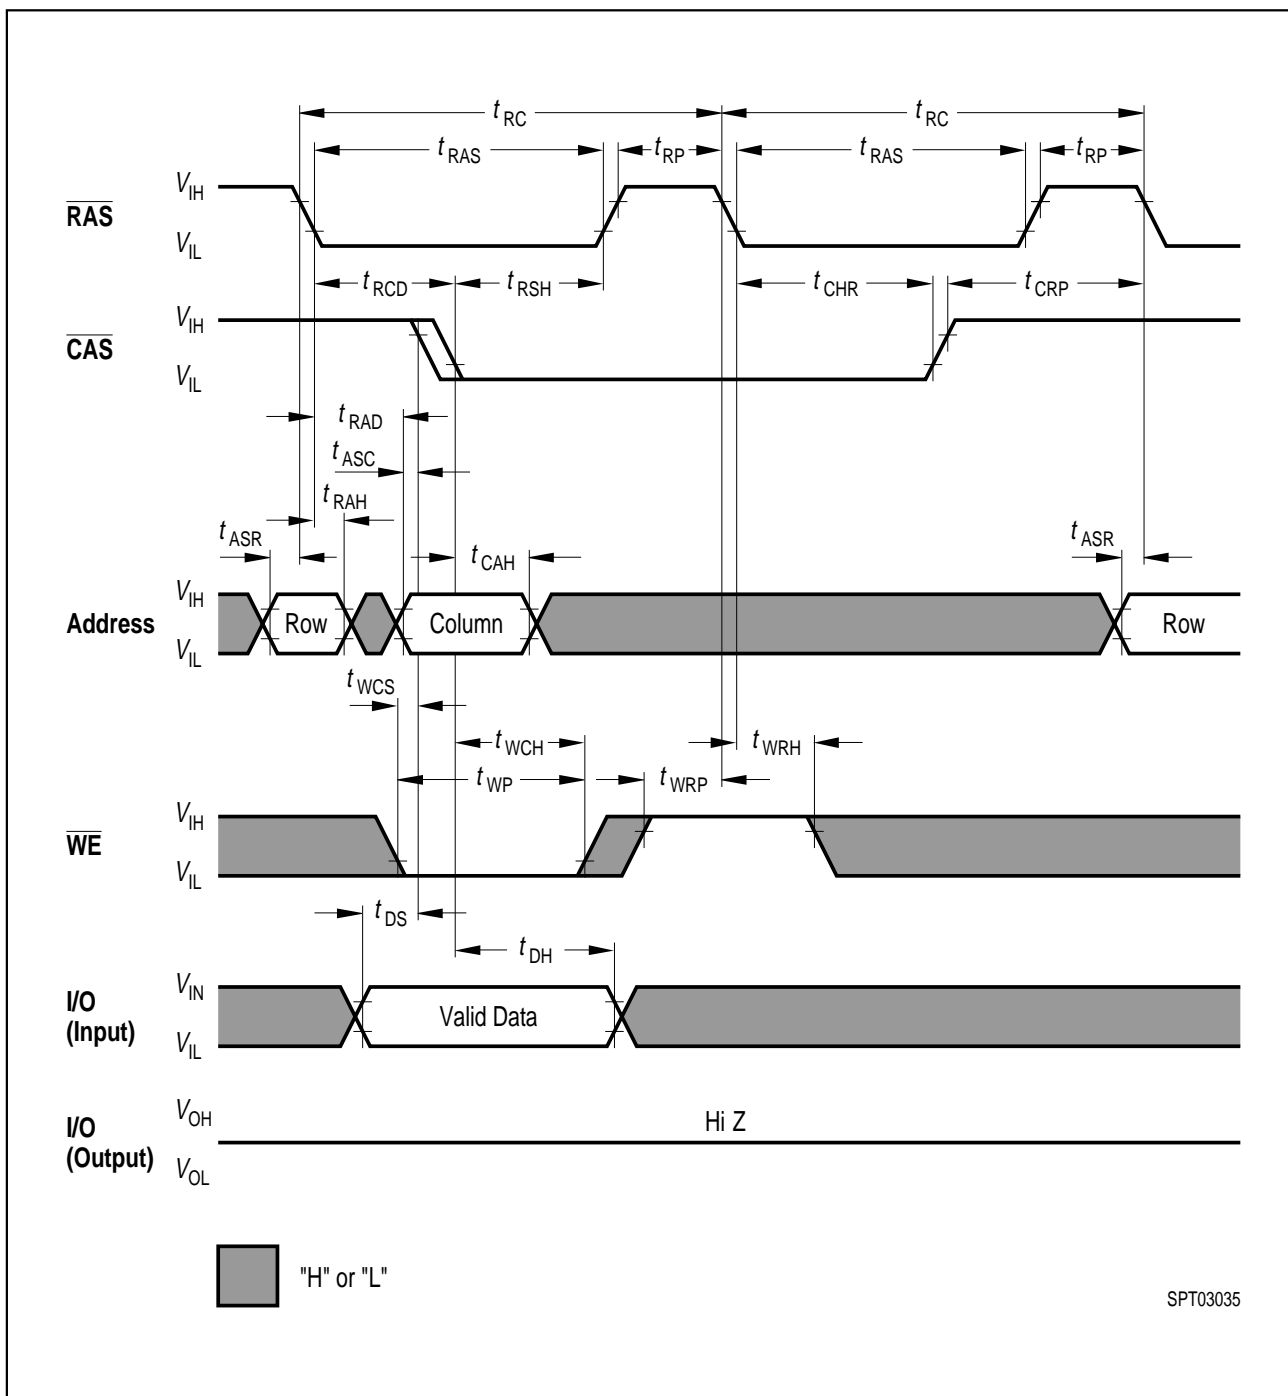 tRC tRC
tRAS tRP tRAS tRP
RAS VIH
VIL
tRCD tRSH tCHR tCRP
CAS VIH
VIL
tRAD
tASC
tRAH
tASR tCAH tASR
Address VIH Row Column Row
VIL
tWCS
tWCH tWRH
tWP tWRP
WE VIH
VIL
tDS
tDH
I/O (Input) VIN Valid Data
VIL
I/O (Output) VOH Hi Z
VOL
"H" or "L"
SPT03035